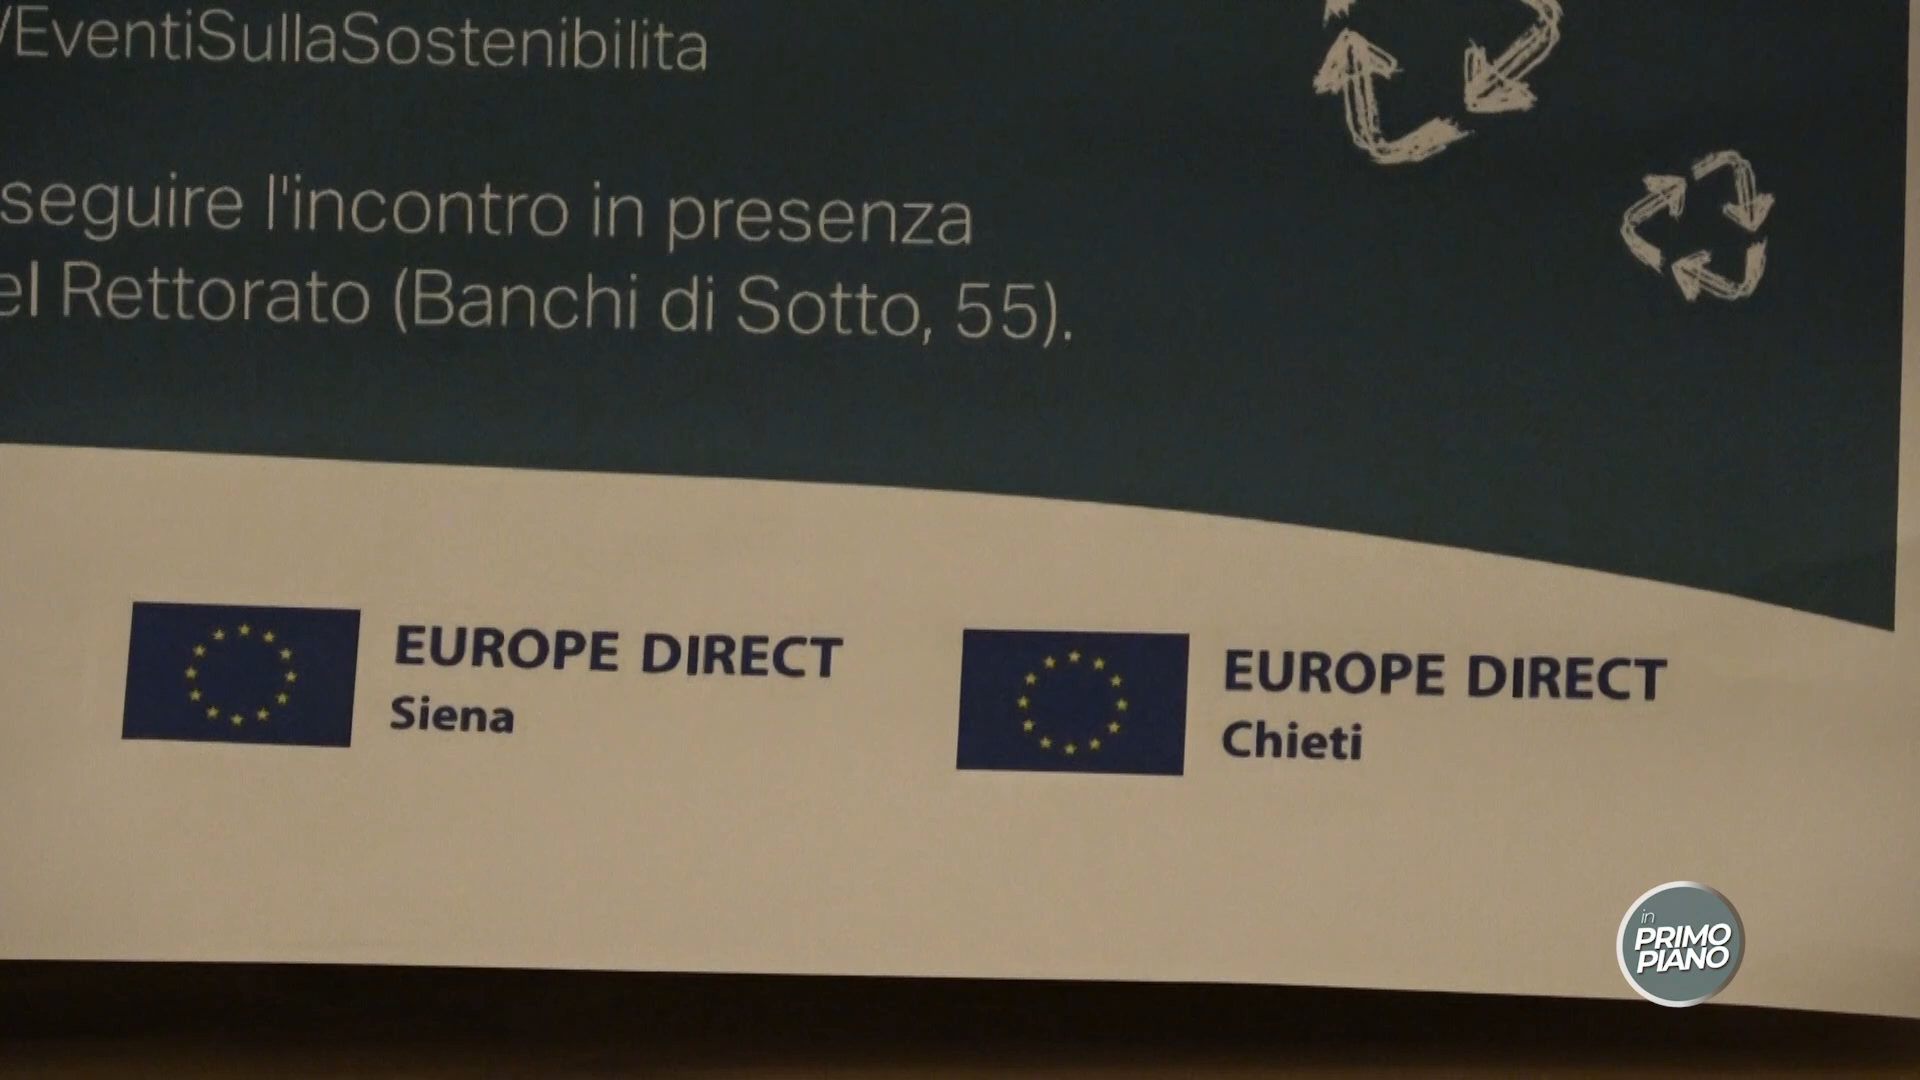 /EventiSullaSostenibilita
seguire l'incontro in presenza
el Rettorato (Banchi di Sotto, 55).
EUROPE DIRECT
Siena
EUROPE DIRECT
Chieti
in
PRIMO
PIANO